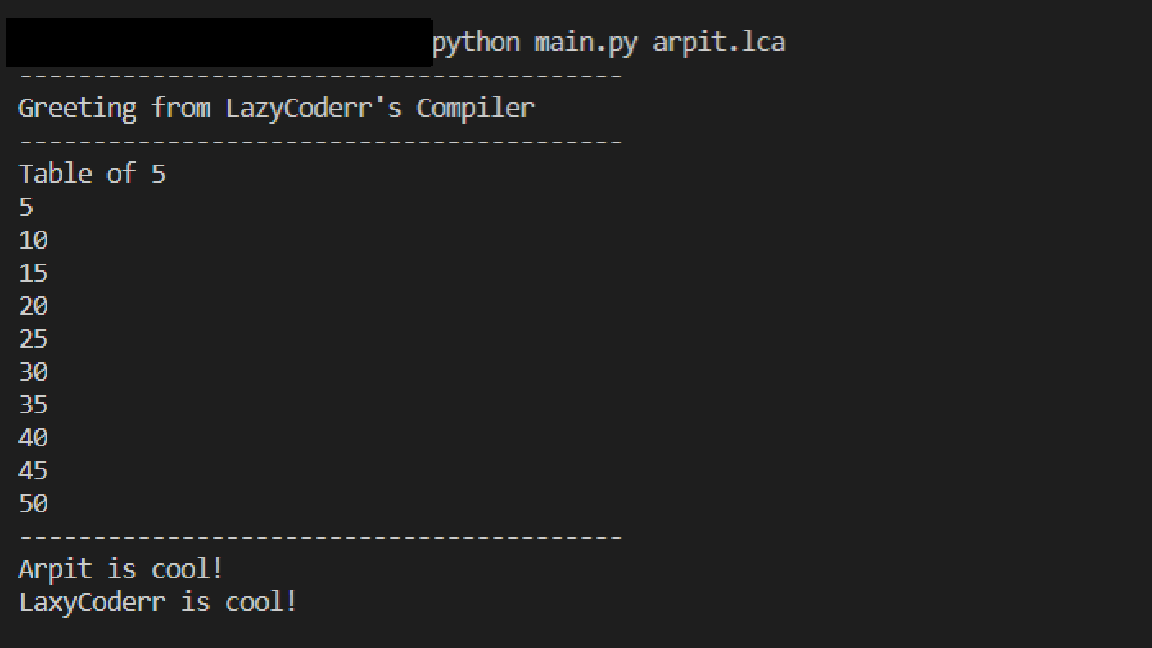 python main.py arpit.lca
-----------------------------------------
Greeting from LazyCoderr's Compiler
-----------------------------------------
Table of 5
5
10
15
20
25
30
35
40
45
50
-----------------------------------------
Arpit is cool!
LaxyCoderr is cool!